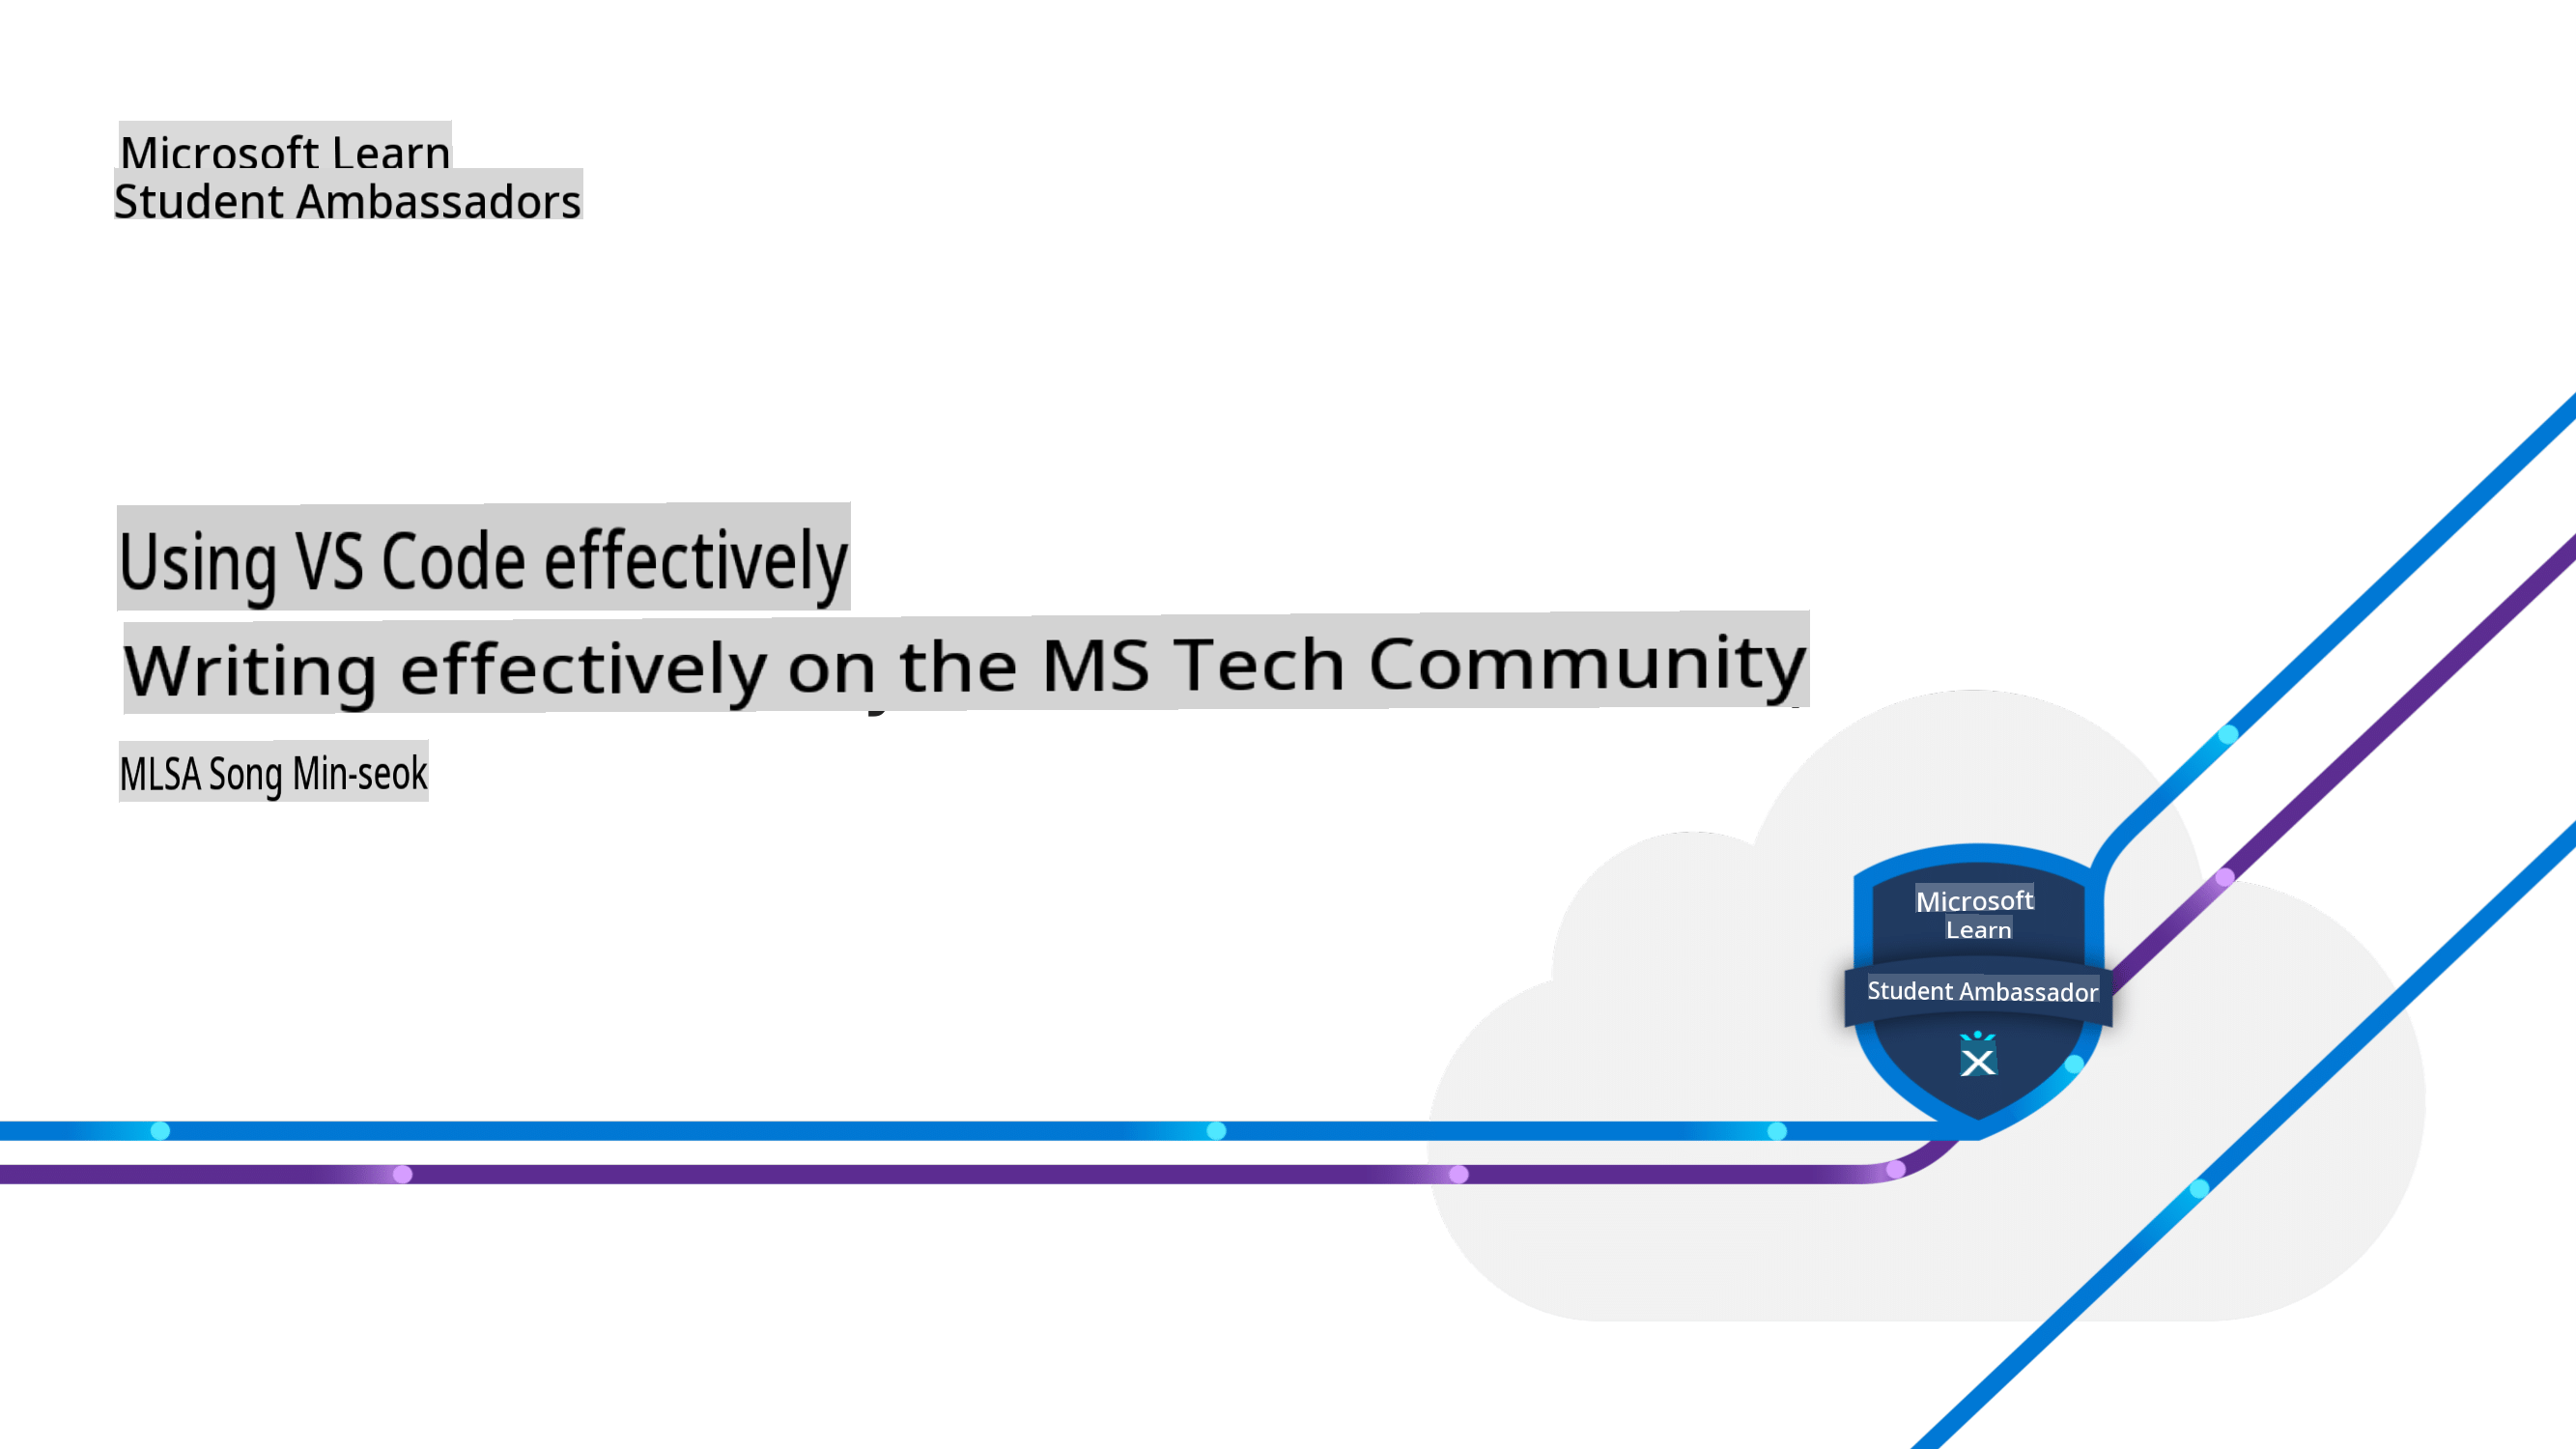 Microsoft Learn
Student Ambassadors
Using VS Code effectively
Writing effectively on the MS Tech Community
MLSA Song Min-seok
Microsoft
Learn
Student Ambassador